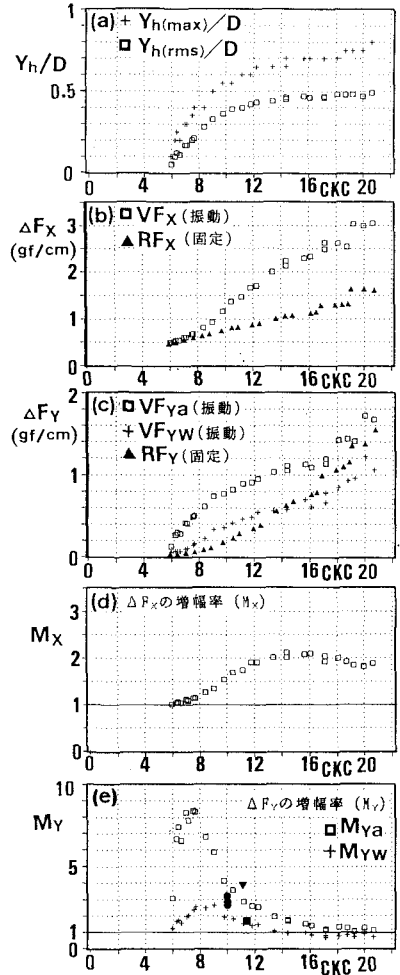 (a) + Yh(max)/D
□ Yh(rms)/D
Yh/D
1
0.5
0
0 4 8 12 16 CKC 20
(b) □ VFX (振動)
▲ RFX (固定)
ΔFX
(gf/cm)
3
2
1
0
0 4 8 12 16 CKC 20
(c) □ VFYa (振動)
+ VFYW (振動)
▲ RFY (固定)
ΔFY
(gf/cm)
2
1
0
0 4 8 12 16 CKC 20
(d) ΔFXの増幅率 (MX)
MX
3
2
1
0
0 4 8 12 16 CKC 20
(e) ΔFYの増幅率 (MY)
□ MYa
+ MYW
MY
10
5
1
0 4 8 12 16 CKC 20